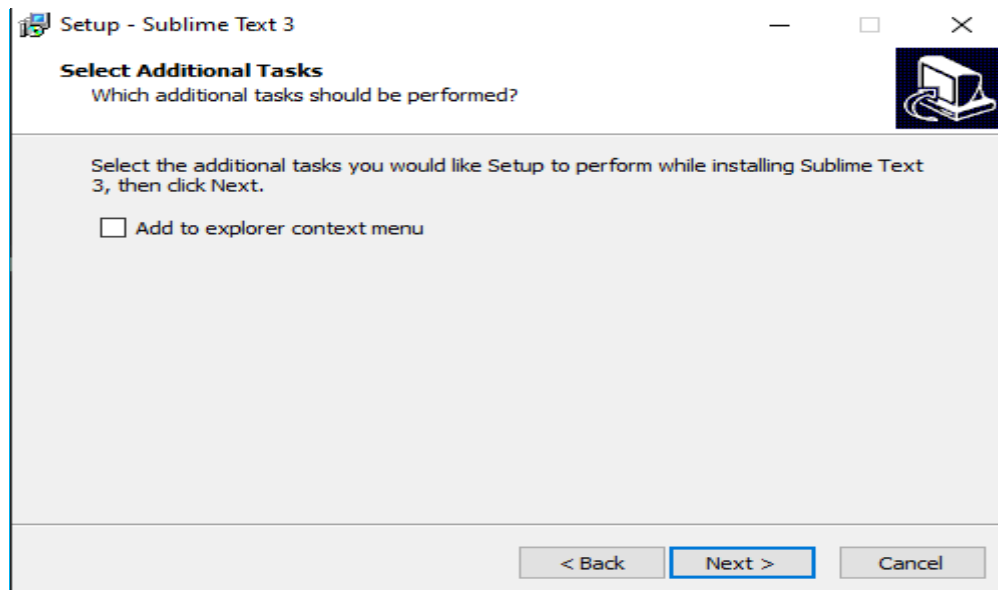 Setup - Sublime Text 3
Select Additional Tasks
Which additional tasks should be performed?
Select the additional tasks you would like Setup to perform while installing Sublime Text
3, then click Next.
Add to explorer context menu
< Back
Next >
Cancel